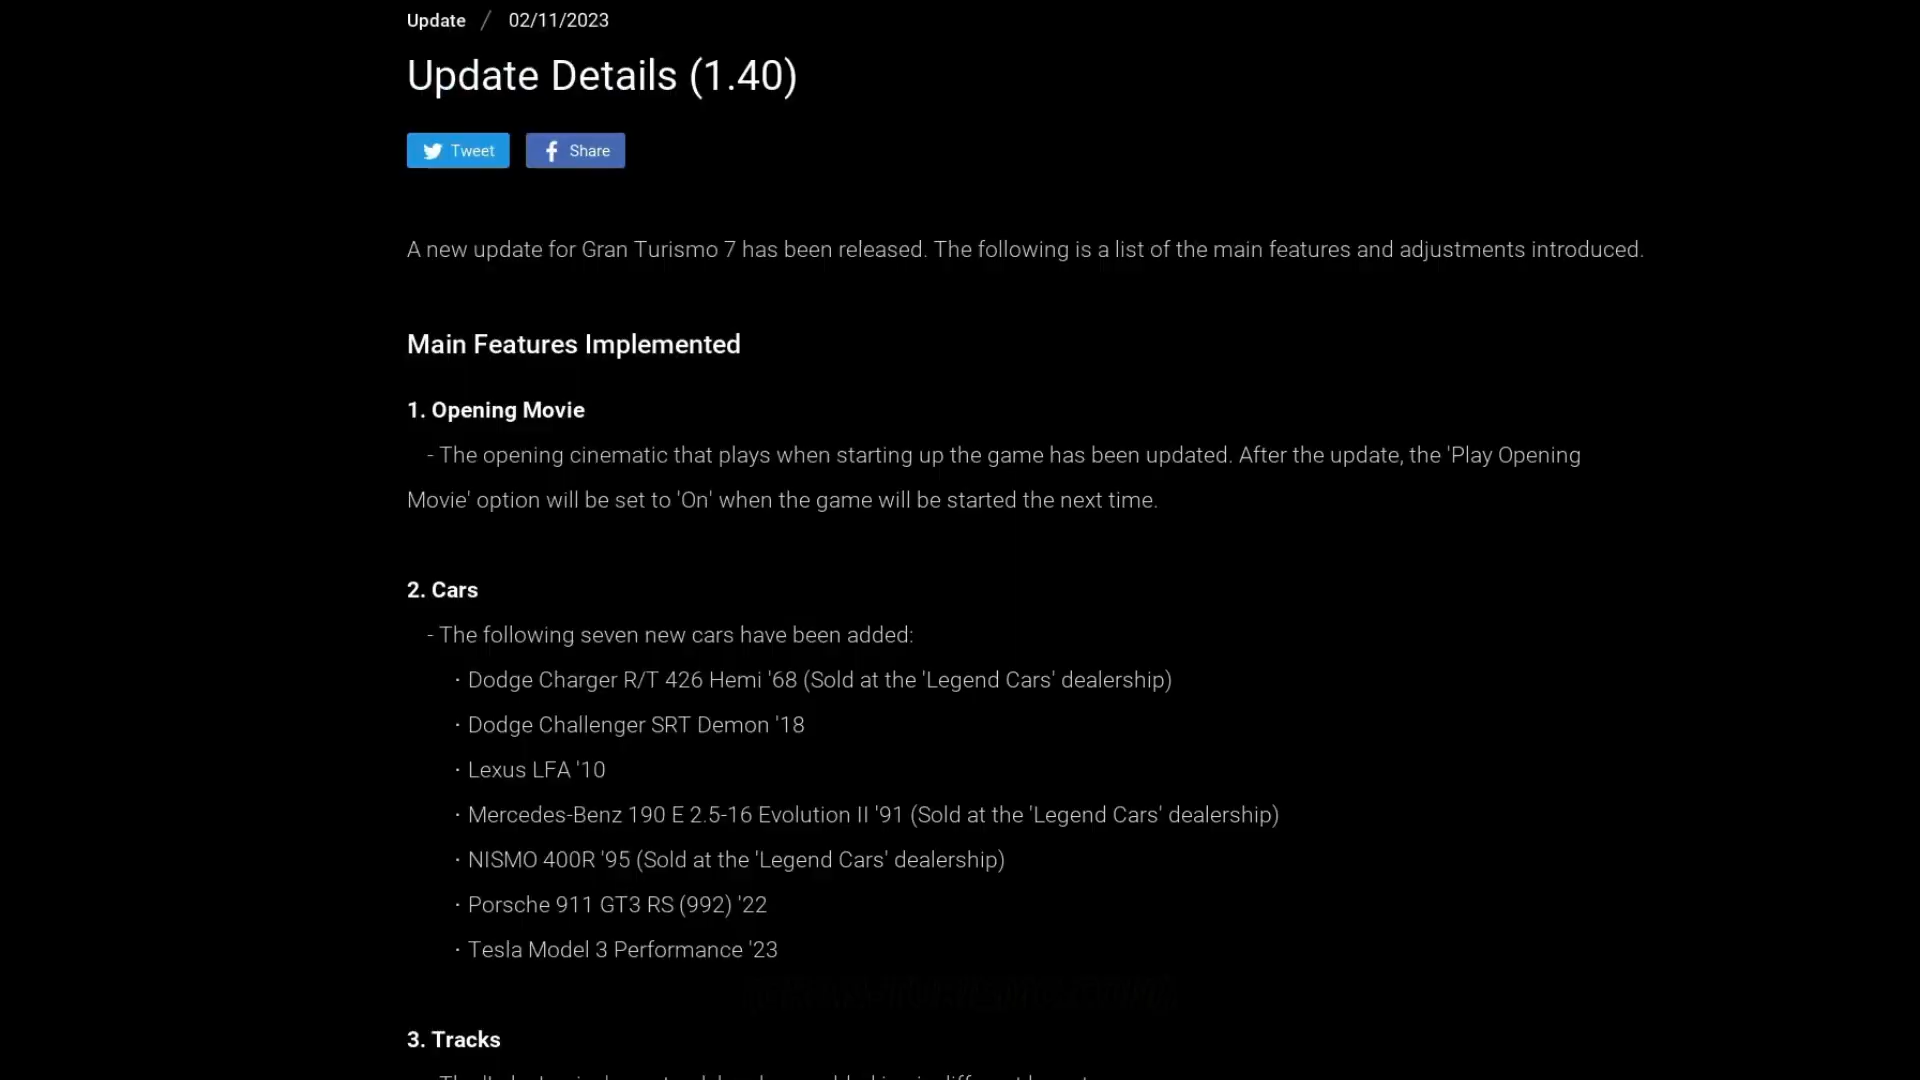 Update / 02/11/2023
Update Details (1.40)
Tweet Share
A new update for Gran Turismo 7 has been released. The following is a list of the main features and adjustments introduced.
Main Features Implemented
1. Opening Movie
- The opening cinematic that plays when starting up the game has been updated. After the update, the 'Play Opening
Movie' option will be set to 'On' when the game will be started the next time.
2. Cars
- The following seven new cars have been added:
・Dodge Charger R/T 426 Hemi '68 (Sold at the 'Legend Cars' dealership)
・Dodge Challenger SRT Demon '18
・Lexus LFA '10
・Mercedes-Benz 190 E 2.5-16 Evolution II '91 (Sold at the 'Legend Cars' dealership)
・NISMO 400R '95 (Sold at the 'Legend Cars' dealership)
・Porsche 911 GT3 RS (992) '22
・Tesla Model 3 Performance '23
3. Tracks